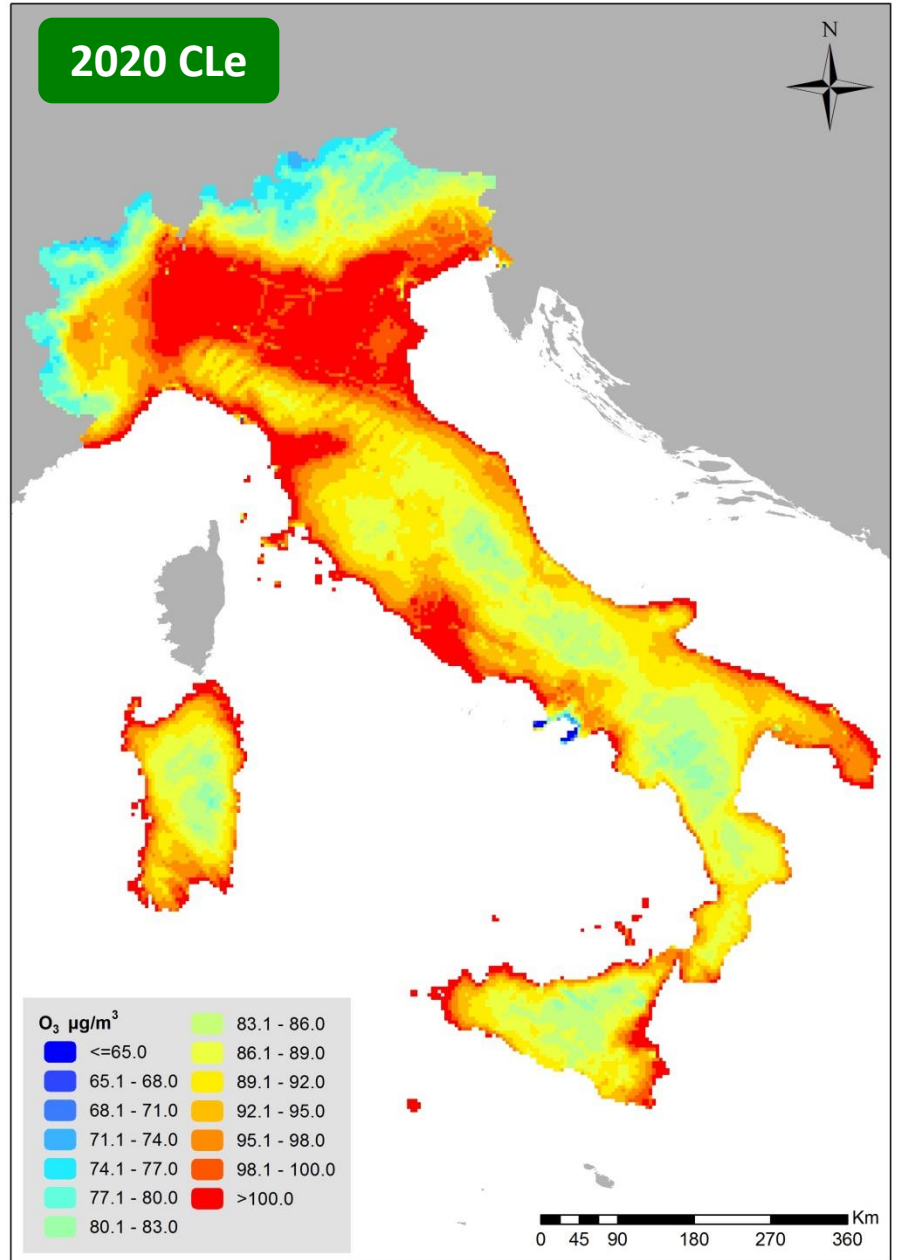 2020 CLe
N
O₃ µg/m³
<=65.0
65.1 - 68.0
68.1 - 71.0
71.1 - 74.0
74.1 - 77.0
77.1 - 80.0
80.1 - 83.0
83.1 - 86.0
86.1 - 89.0
89.1 - 92.0
92.1 - 95.0
95.1 - 98.0
98.1 - 100.0
>100.0
Km
0 45 90 180 270 360